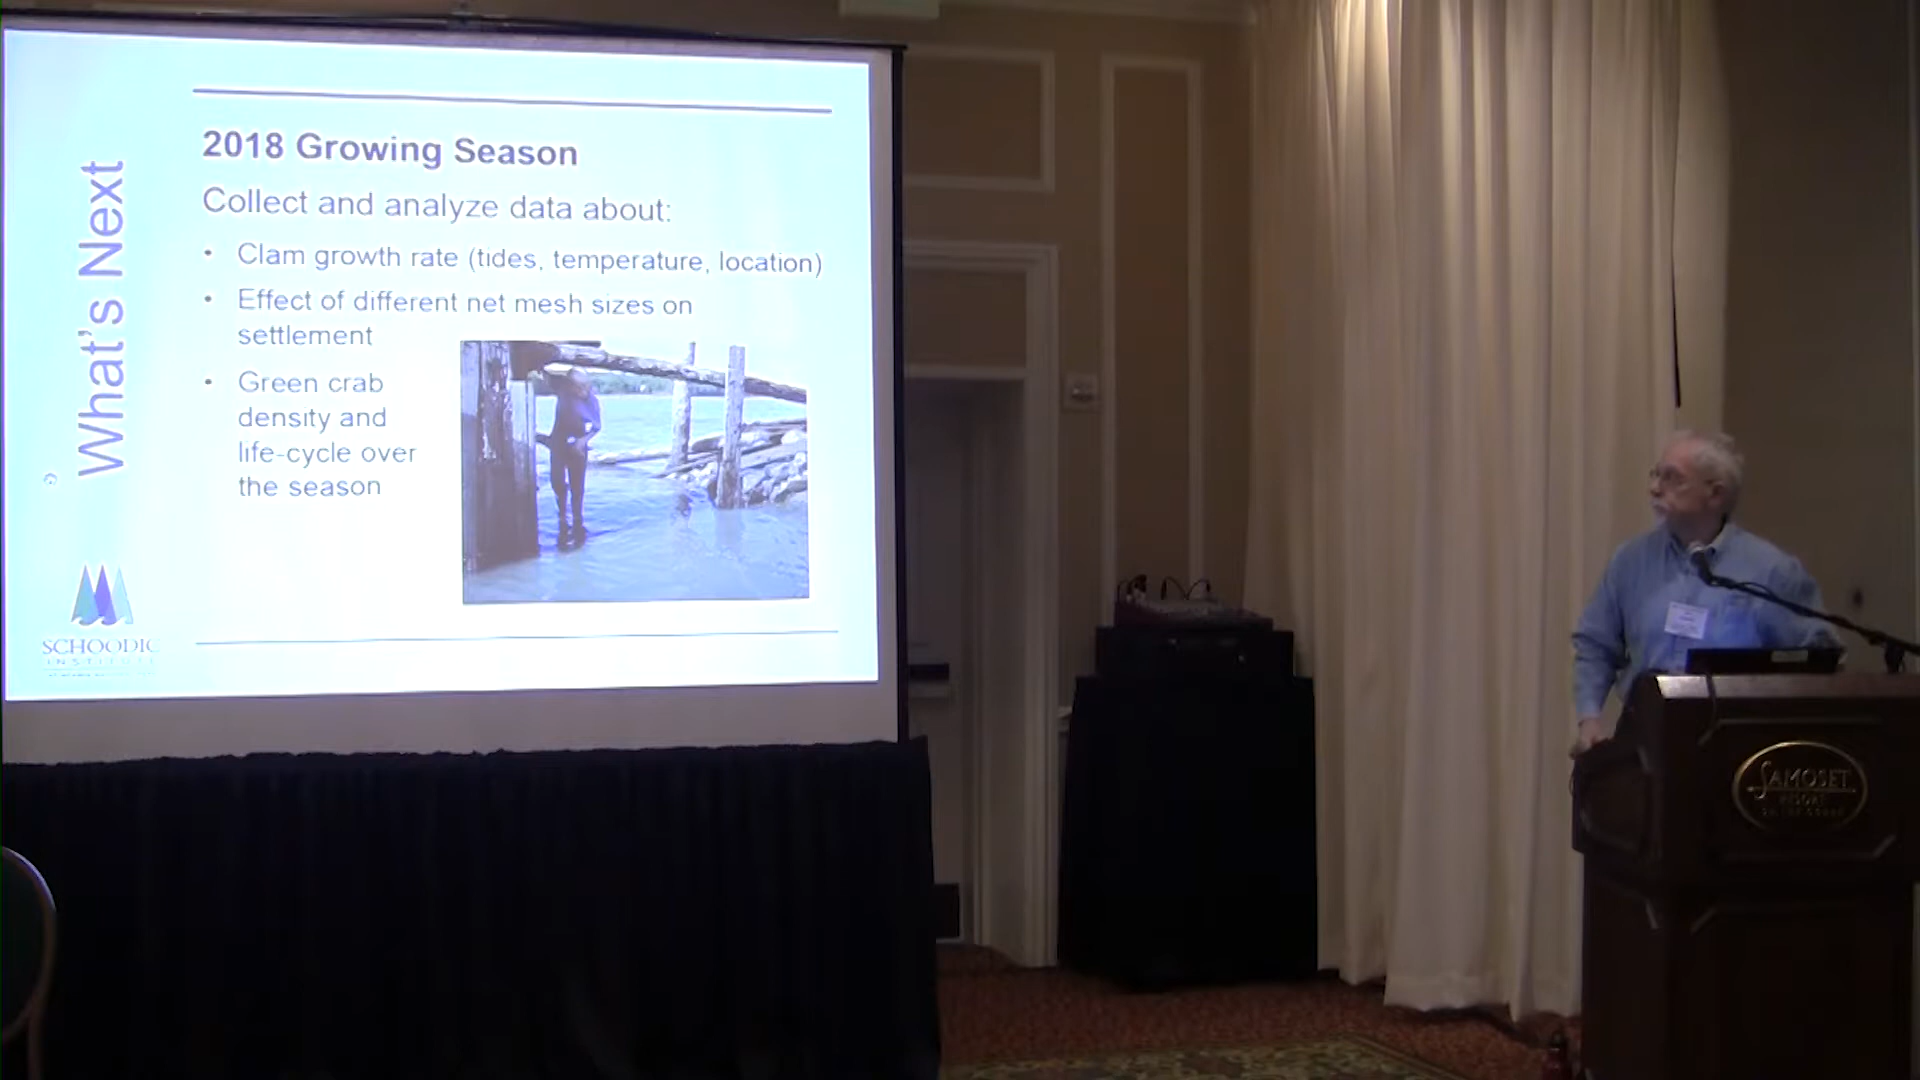 What's Next
2018 Growing Season
Collect and analyze data about:
• Clam growth rate (tides, temperature, location)
• Effect of different net mesh sizes on
settlement
• Green crab
density and
life-cycle over
the season
SCHOODIC
INSTITUTE
SAMOSET
RESORT